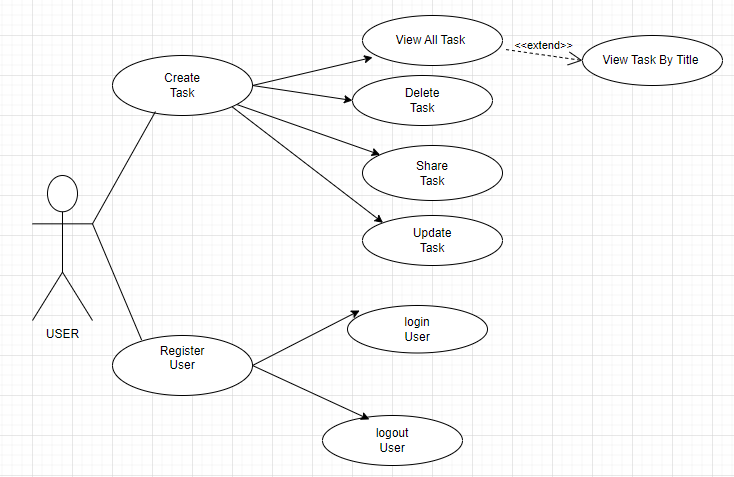 View All Task
<<extend>>
View Task By Title
Create
Task
Delete
Task
Share
Task
Update
Task
USER
login
User
Register
User
logout
User